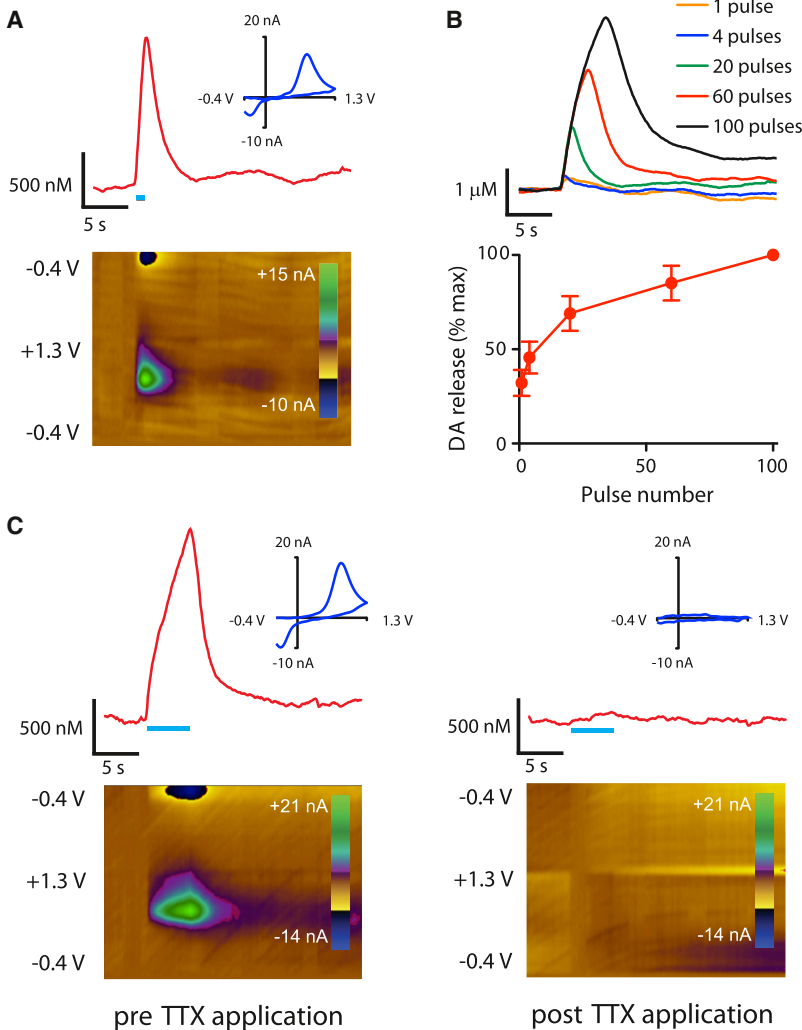 A
20 nA
-0.4 V
1.3 V
-10 nA
500 nM
5 s
-0.4 V
+15 nA
+1.3 V
-10 nA
-0.4 V
B
1 pulse
4 pulses
20 pulses
60 pulses
100 pulses
1 µM
5 s
100
50
0
DA release (% max)
0
50
100
Pulse number
C
20 nA
-0.4 V
1.3 V
-10 nA
500 nM
5 s
-0.4 V
+21 nA
+1.3 V
-14 nA
-0.4 V
pre TTX application
20 nA
-0.4 V
1.3 V
-10 nA
500 nM
5 s
-0.4 V
+21 nA
+1.3 V
-14 nA
-0.4 V
post TTX application